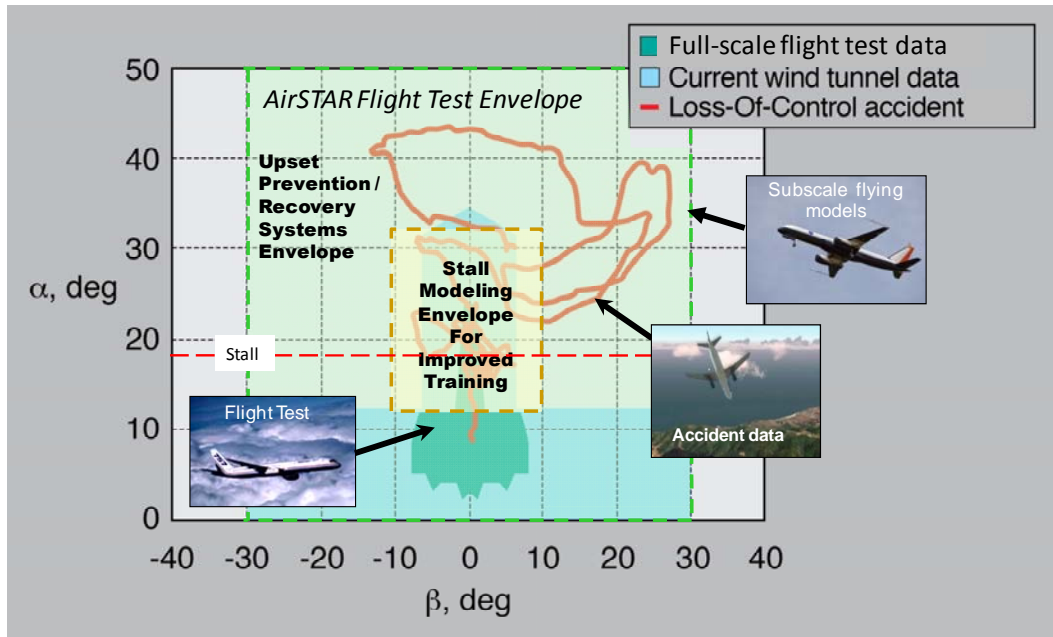 Full-scale flight test data
Current wind tunnel data
Loss-Of-Control accident
AirSTAR Flight Test Envelope
50
40
30
20
10
0
α, deg
Upset
Prevention /
Recovery
Systems
Envelope
Stall
Modeling
Envelope
For
Improved
Training
Stall
Subscale flying
models
Flight Test
Accident data
-40
-30
-20
-10
0
10
20
30
40
β, deg